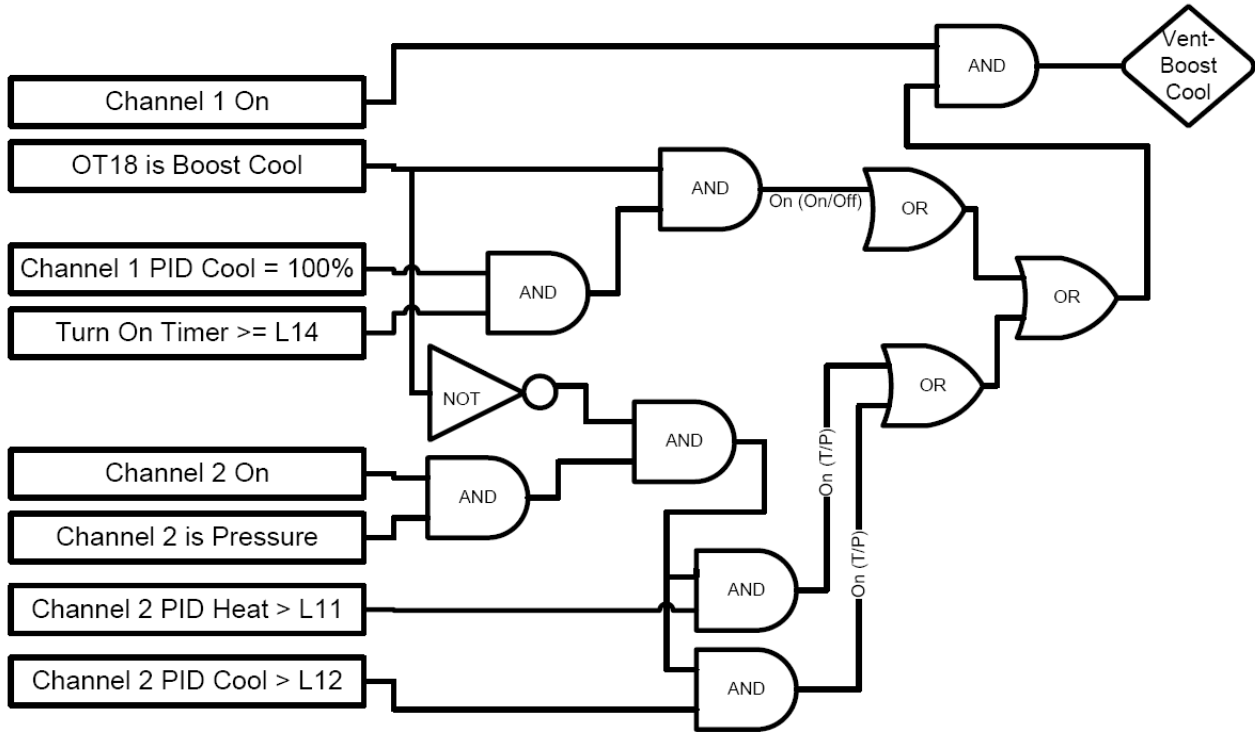 Vent-
Boost
Cool
AND
Channel 1 On
OT18 is Boost Cool
AND
On (On/Off)
OR
Channel 1 PID Cool = 100%
AND
OR
Turn On Timer >= L14
NOT
OR
AND
On (T/P)
Channel 2 On
AND
Channel 2 is Pressure
On (T/P)
AND
Channel 2 PID Heat > L11
Channel 2 PID Cool > L12
AND